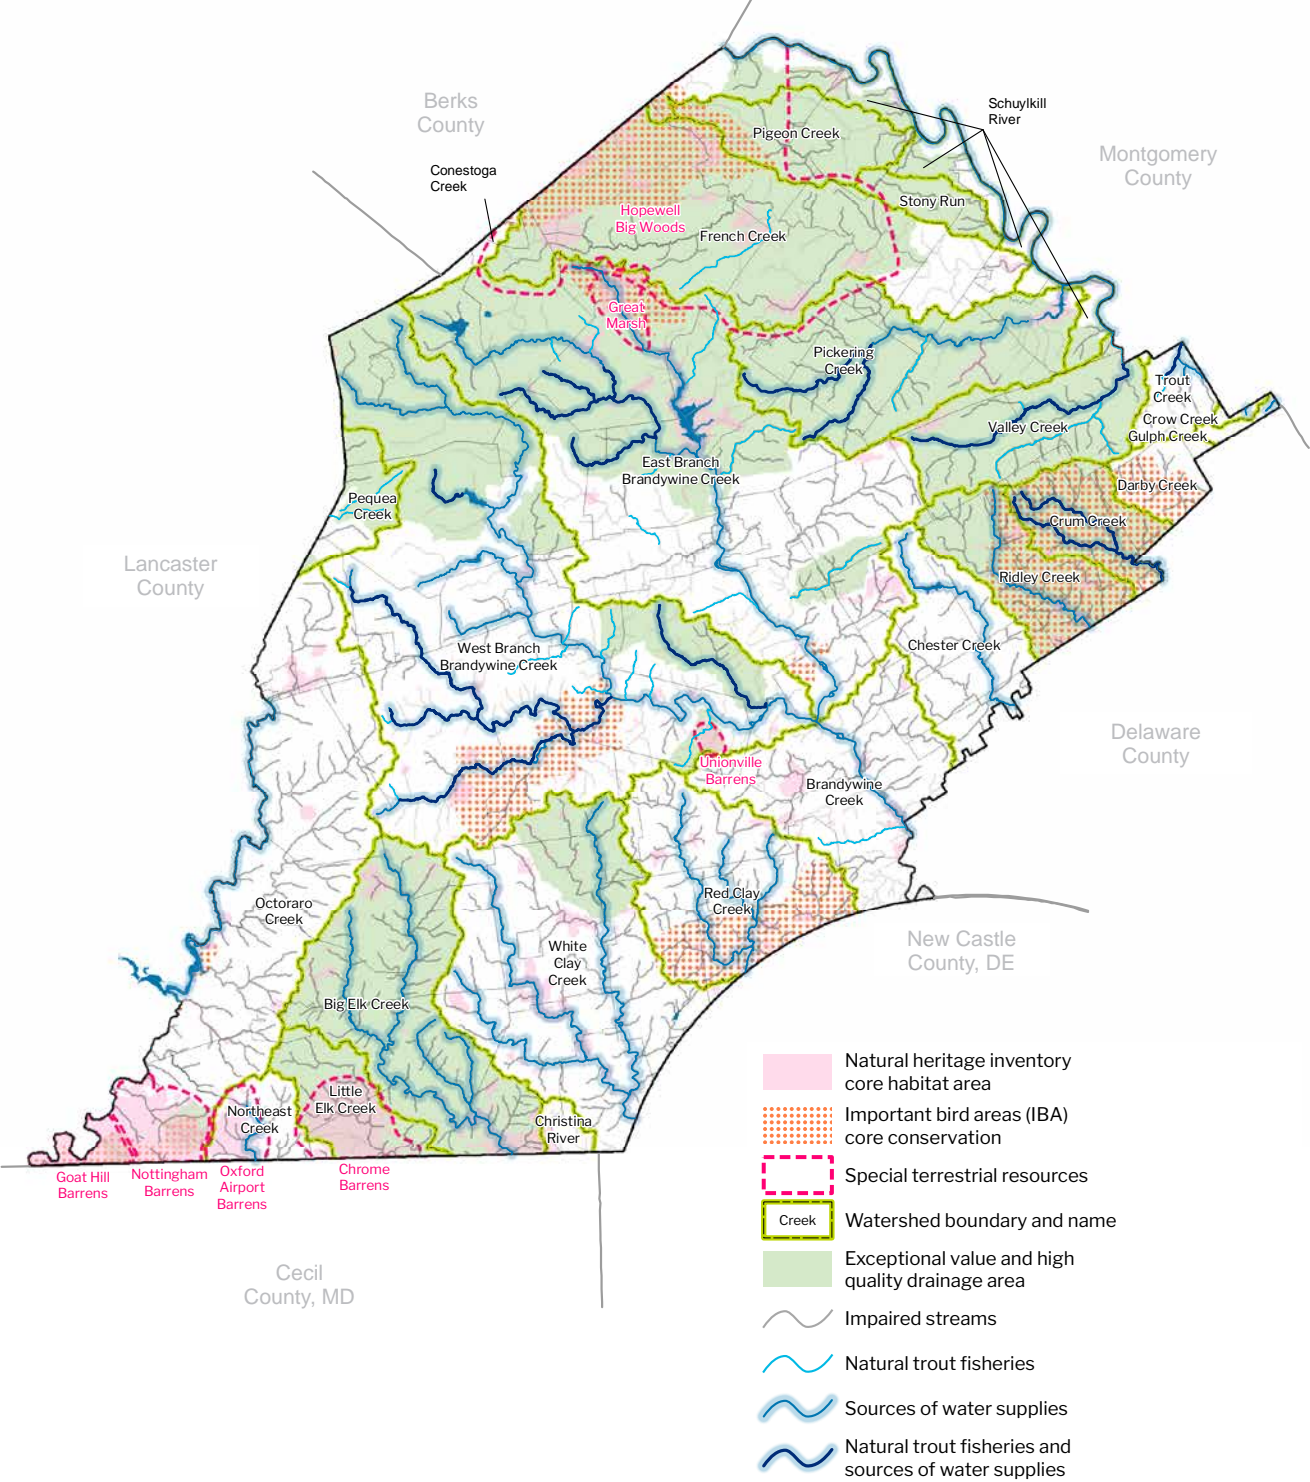 Berks
County
Schuylkill
River
Pigeon Creek
Montgomery
County
Conestoga
Creek
Stony Run
Hopewell
Big Woods
French Creek
Great
Marsh
Pickering
Creek
Trout
Creek
Crow Creek
Gulph Creek
Valley Creek
East Branch
Brandywine Creek
Darby Creek
Pequea
Creek
Crum Creek
Lancaster
County
Ridley Creek
West Branch
Brandywine Creek
Chester Creek
Delaware
County
Unionville
Barrens
Brandywine
Creek
Octoraro
Creek
Red Clay
Creek
White
Clay
Creek
New Castle
County, DE
Big Elk Creek
Little
Elk Creek
Northeast
Creek
Christina
River
Goat Hill
Barrens
Nottingham
Barrens
Oxford
Airport
Barrens
Chrome
Barrens
Cecil
County, MD
Natural heritage inventory
core habitat area
Important bird areas (IBA)
core conservation
Special terrestrial resources
Creek
Watershed boundary and name
Exceptional value and high
quality drainage area
Impaired streams
Natural trout fisheries
Sources of water supplies
Natural trout fisheries and
sources of water supplies